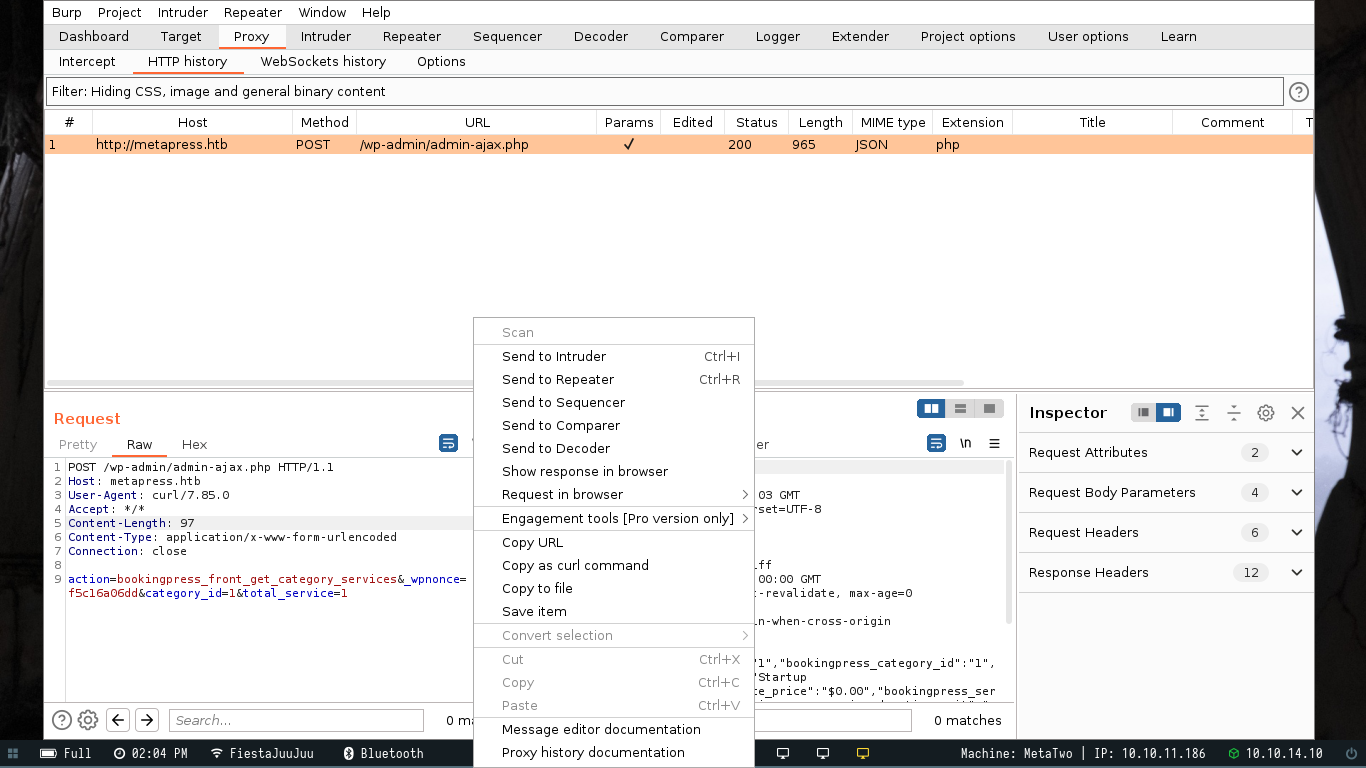 Burp Project Intruder Repeater Window Help
Dashboard Target Proxy Intruder Repeater Sequencer Decoder Comparer Logger Extender Project options User options Learn
Intercept HTTP history WebSockets history Options
Filter: Hiding CSS, image and general binary content
# Host Method URL Params Edited Status Length MIME type Extension Title Comment T
1 http://metapress.htb POST /wp-admin/admin-ajax.php ✓ 200 965 JSON php
Request
Pretty Raw Hex
1 POST /wp-admin/admin-ajax.php HTTP/1.1
2 Host: metapress.htb
3 User-Agent: curl/7.85.0
4 Accept: */*
5 Content-Length: 97
6 Content-Type: application/x-www-form-urlencoded
7 Connection: close
8
9 action=bookingpress_front_get_category_services&_wpnonce=
f5c16a06dd&category_id=1&total_service=1
Search...
0 ma
Scan
Send to Intruder Ctrl+I
Send to Repeater Ctrl+R
Send to Sequencer
Send to Comparer
Send to Decoder
Show response in browser
Request in browser
Engagement tools [Pro version only]
Copy URL
Copy as curl command
Copy to file
Save item
Convert selection
Cut Ctrl+X
Copy Ctrl+C
Paste Ctrl+V
Message editor documentation
Proxy history documentation
er
\n
03 GMT
rset=UTF-8
iff
00:00 GMT
t-revalidate, max-age=0
in-when-cross-origin
"1","bookingpress_category_id":"1",
"Startup
te_price":"$0.00","bookingpress_ser
0 matches
Inspector
Request Attributes 2
Request Body Parameters 4
Request Headers 6
Response Headers 12
Full 02:04 PM FiestaJuuJuu Bluetooth Machine: MetaTwo | IP: 10.10.11.186 10.10.14.10